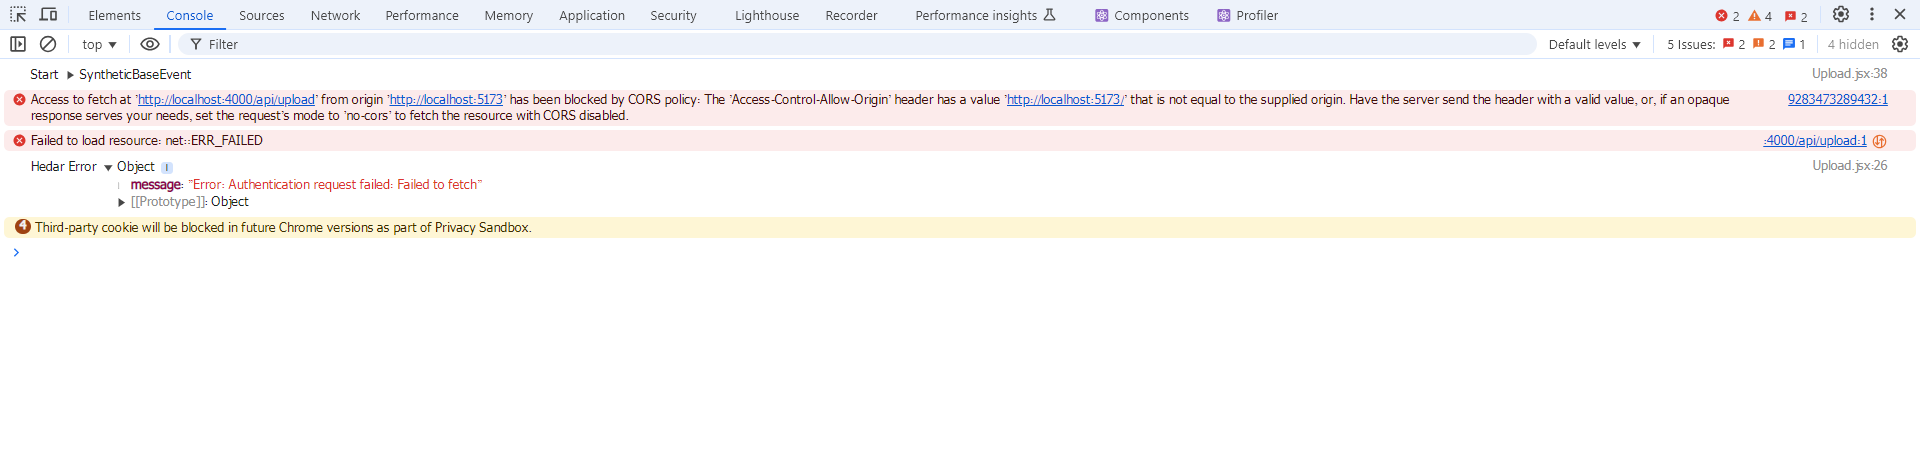 Elements Console Sources Network Performance Memory Application Security Lighthouse Recorder Performance insights Components Profiler 2 4 2
top Filter Default levels 5 Issues: 2 2 1 4 hidden
Start SyntheticBaseEvent Upload.jsx:38
Access to fetch at 'http://localhost:4000/api/upload' from origin 'http://localhost:5173' has been blocked by CORS policy: The 'Access-Control-Allow-Origin' header has a value 'http://localhost:5173/' that is not equal to the supplied origin. Have the server send the header with a valid value, or, if an opaque 9283473289432:1
response serves your needs, set the request's mode to 'no-cors' to fetch the resource with CORS disabled.
Failed to load resource: net::ERR_FAILED :4000/api/upload:1
Hedar Error Object i Upload.jsx:26
message: "Error: Authentication request failed: Failed to fetch"
[[Prototype]]: Object
4 Third-party cookie will be blocked in future Chrome versions as part of Privacy Sandbox.